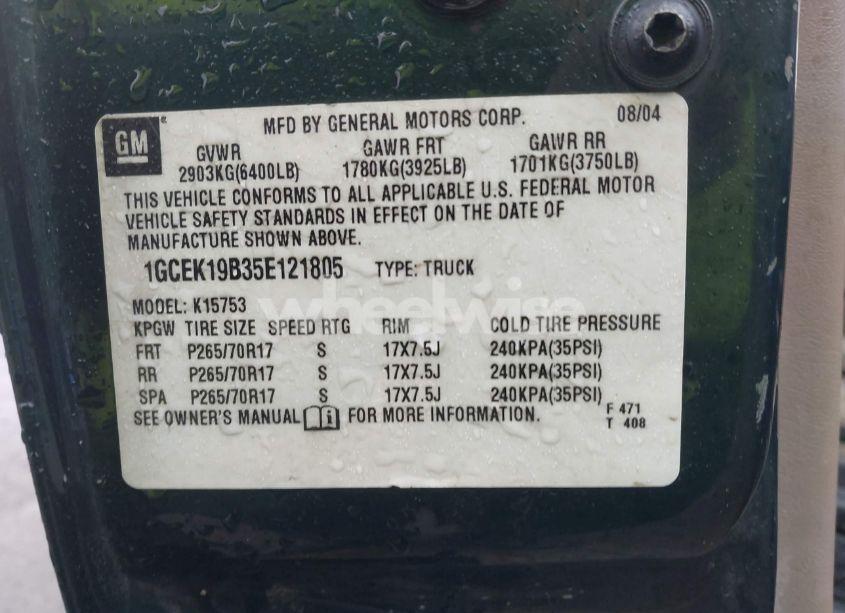 GM
MFD BY GENERAL MOTORS CORP. 08/04
GVWR GAWR FRT GAWR RR
2903KG(6400LB) 1780KG(3925LB) 1701KG(3750LB)
THIS VEHICLE CONFORMS TO ALL APPLICABLE U.S. FEDERAL MOTOR
VEHICLE SAFETY STANDARDS IN EFFECT ON THE DATE OF
MANUFACTURE SHOWN ABOVE.
1GCEK19B35E121805 TYPE: TRUCK
wheelwise
MODEL: K15753
KPGW TIRE SIZE SPEED RTG RIM COLD TIRE PRESSURE
FRT P265/70R17 S 17X7.5J 240KPA(35PSI)
RR P265/70R17 S 17X7.5J 240KPA(35PSI)
SPA P265/70R17 S 17X7.5J 240KPA(35PSI)
SEE OWNER'S MANUAL i FOR MORE INFORMATION. F 471
T 408